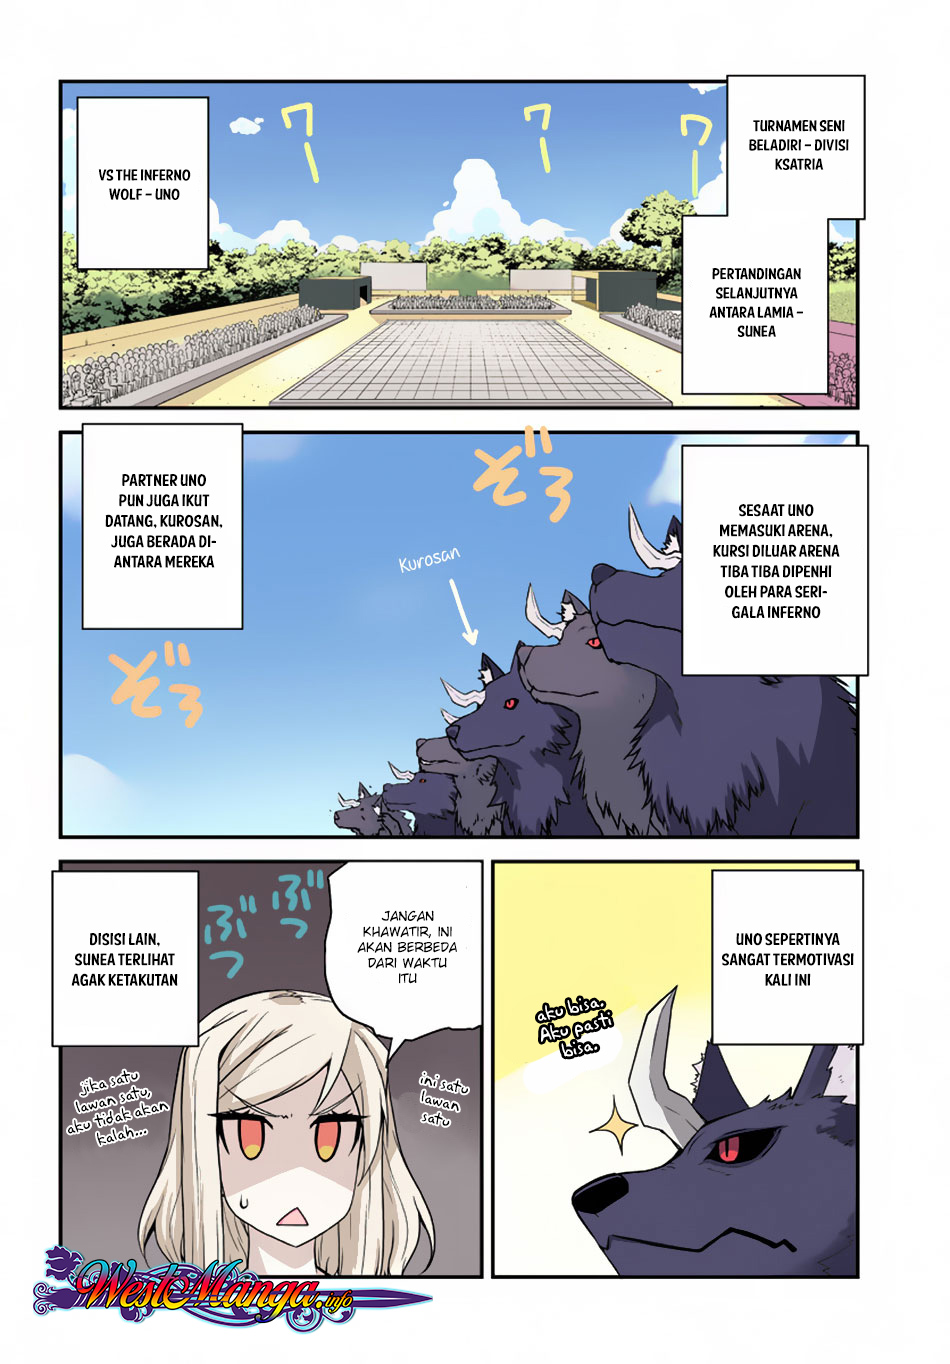 TURNAMEN SENI
BELADIRI – DIVISI
KSATRIA
PERTANDINGAN
SELANJUTNYA
ANTARA LAMIA –
SUNEA
VS THE INFERNO
WOLF – UNO
ワー
ワー
ワー
SESAAT UNO
MEMASUKI ARENA,
KURSI DILUAR ARENA
TIBA TIBA DIPENHI
OLEH PARA SERI-
GALA INFERNO
ぞろ
Kurosan
PARTNER UNO
PUN JUGA IKUT
DATANG, KUROSAN,
JUGA BERADA DI-
ANTARA MEREKA
ぞろ
UNO SEPERTINYA
SANGAT TERMOTIVASI
KALI INI
aku bisa.
Aku pasti
bisa.
JANGAN
KHAWATIR, INI
AKAN BERBEDA
DARI WAKTU
ITU
ini satu
lawan
satu
ぶつ
ぶつ
DISISI LAIN,
SUNEA TERLIHAT
AGAK KETAKUTAN
jika satu
lawan satu,
aku tidak akan
kalah...
WestManga.info